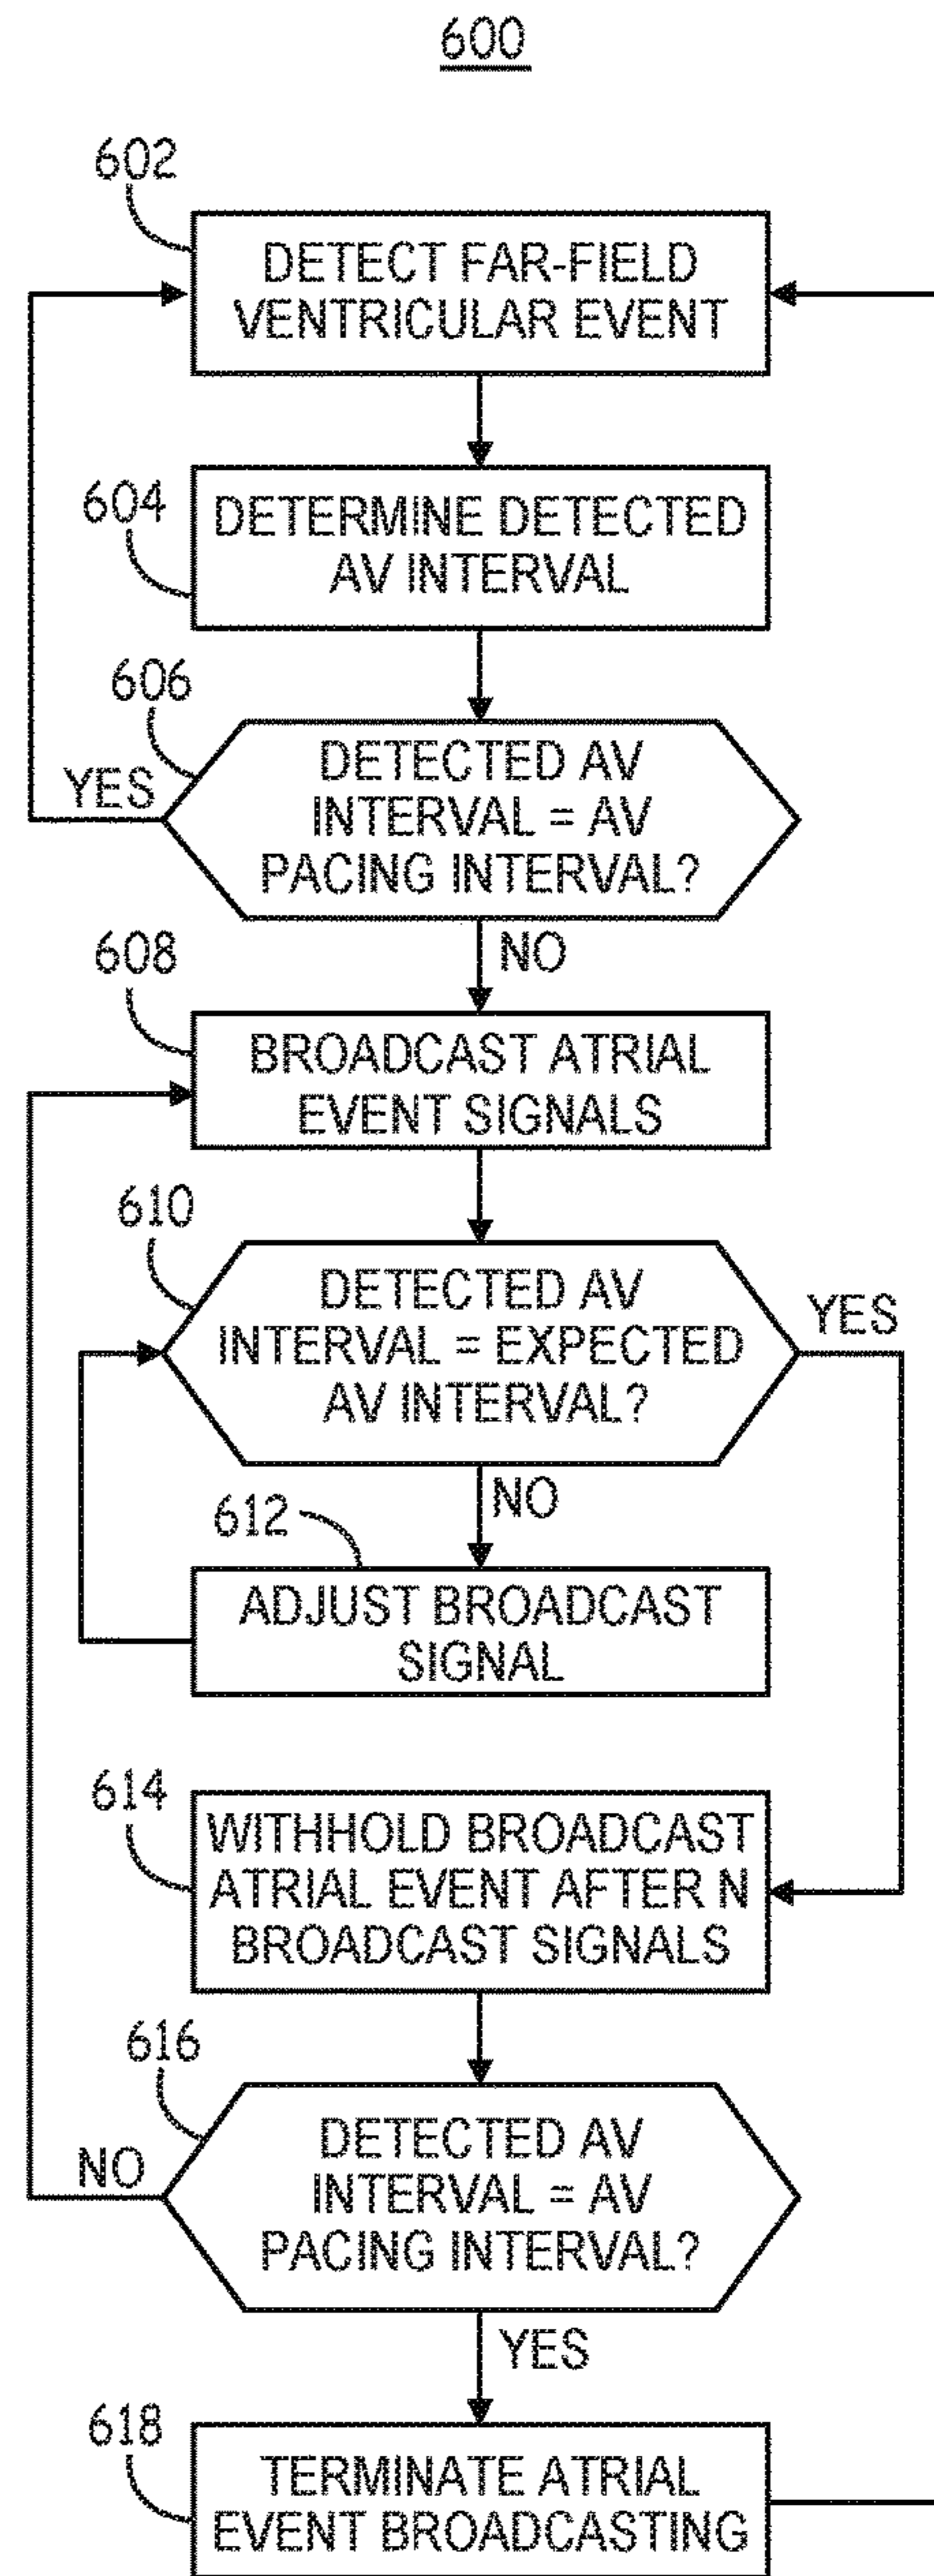 600
602
DETECT FAR-FIELD
VENTRICULAR EVENT
604
DETERMINE DETECTED
AV INTERVAL
606
DETECTED AV
INTERVAL = AV
PACING INTERVAL?
YES
NO
608
BROADCAST ATRIAL
EVENT SIGNALS
610
DETECTED AV
INTERVAL = EXPECTED
AV INTERVAL?
YES
NO
612
ADJUST BROADCAST
SIGNAL
614
WITHHOLD BROADCAST
ATRIAL EVENT AFTER N
BROADCAST SIGNALS
616
DETECTED AV
INTERVAL = AV
PACING INTERVAL?
NO
YES
618
TERMINATE ATRIAL
EVENT BROADCASTING